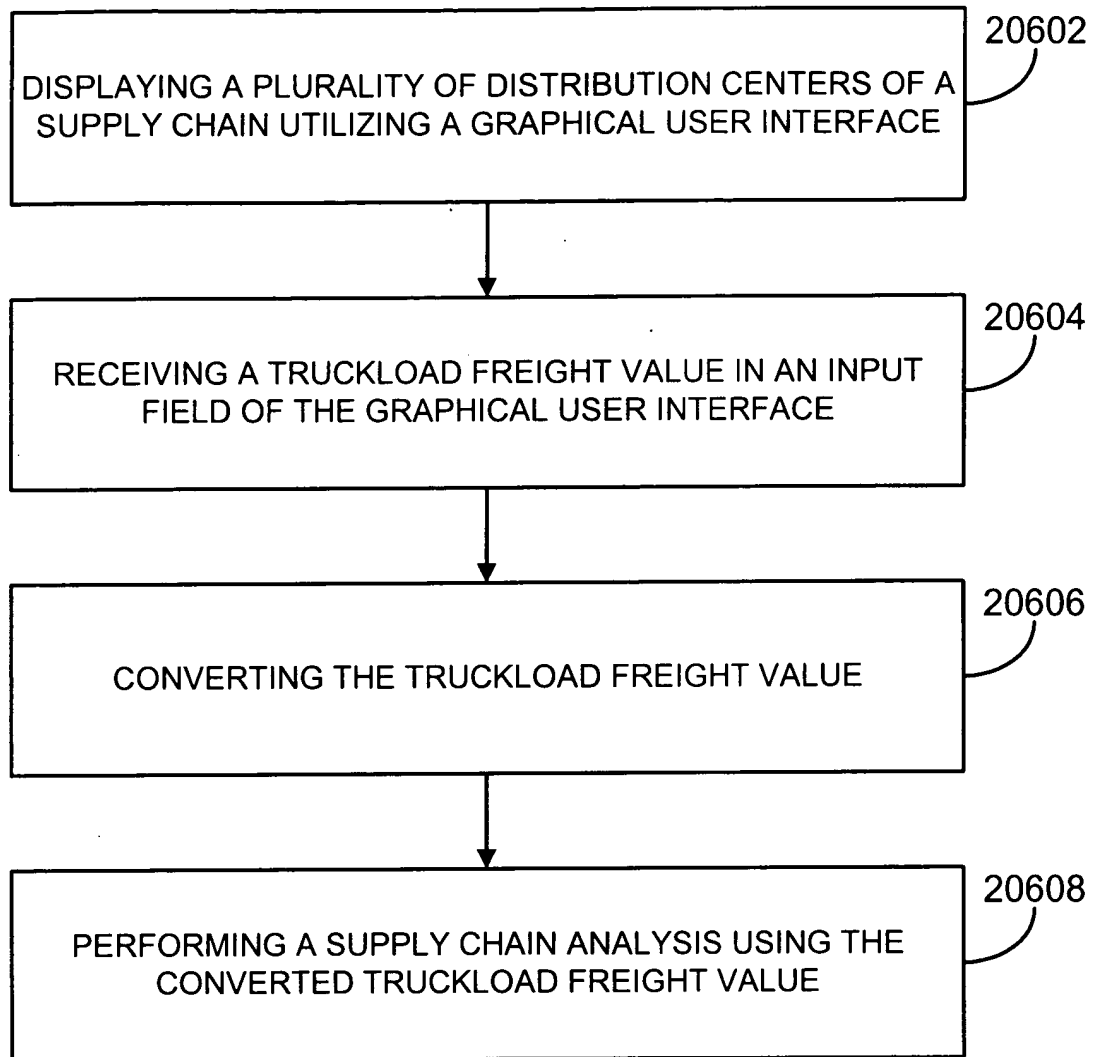 20602
DISPLAYING A PLURALITY OF DISTRIBUTION CENTERS OF A
SUPPLY CHAIN UTILIZING A GRAPHICAL USER INTERFACE
20604
RECEIVING A TRUCKLOAD FREIGHT VALUE IN AN INPUT
FIELD OF THE GRAPHICAL USER INTERFACE
20606
CONVERTING THE TRUCKLOAD FREIGHT VALUE
20608
PERFORMING A SUPPLY CHAIN ANALYSIS USING THE
CONVERTED TRUCKLOAD FREIGHT VALUE